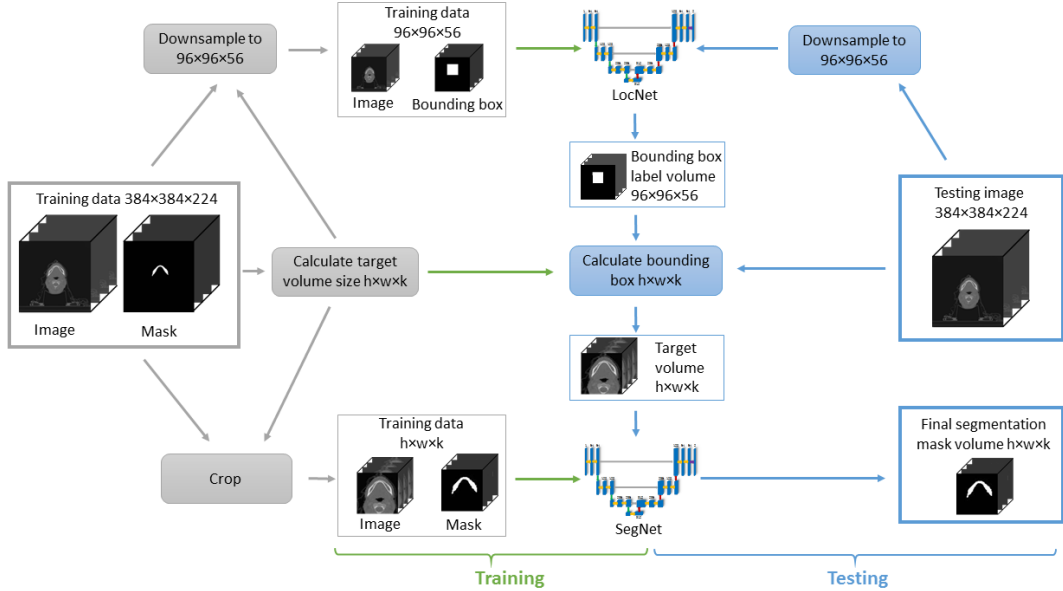 Downsample to
96×96×56
Training data
96×96×56
Image
Bounding box
LocNet
Downsample to
96×96×56
Bounding box
label volume
96×96×56
Training data 384×384×224
Image
Mask
Calculate target
volume size h×w×k
Calculate bounding
box h×w×k
Testing image
384×384×224
Target
volume
h×w×k
Crop
Training data
h×w×k
Image
Mask
SegNet
Final segmentation
mask volume h×w×k
Training
Testing